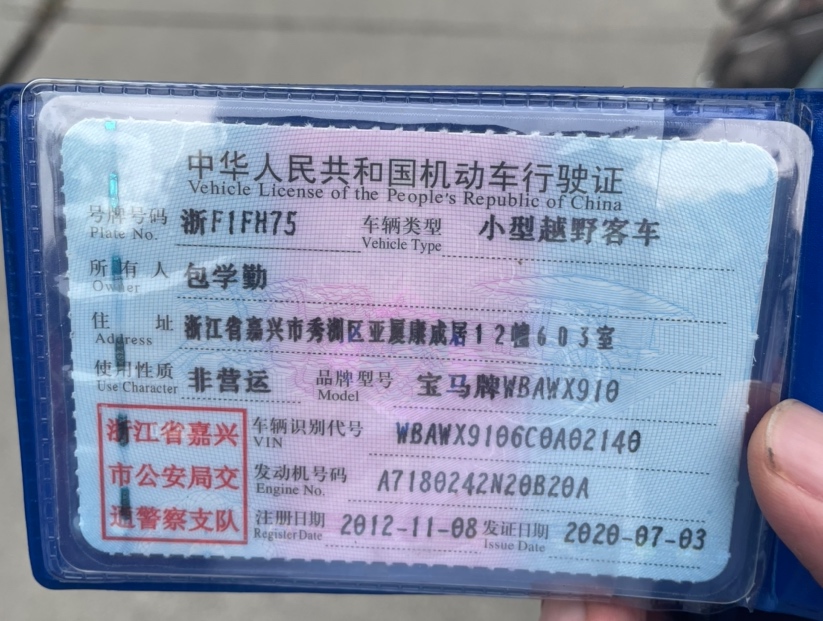 中华人民共和国机动车行驶证
Vehicle License of the People's Republic of China
号牌号码 浙F1FH75 车辆类型 小型越野客车
Plate No. Vehicle Type
所有人 包学勤
Owner
住址 浙江省嘉兴市秀湖区亚厦康成居12幢603室
Address
使用性质 非营运 品牌型号 宝马牌WBAWX910
Use Character Model
浙江省嘉兴 车辆识别代号 WBAWX9106C0A02140
VIN
市公安局交 发动机号码 A7180242N20B20A
Engine No.
通警察支队 注册日期 2012-11-08 发证日期 2020-07-03
Register Date Issue Date